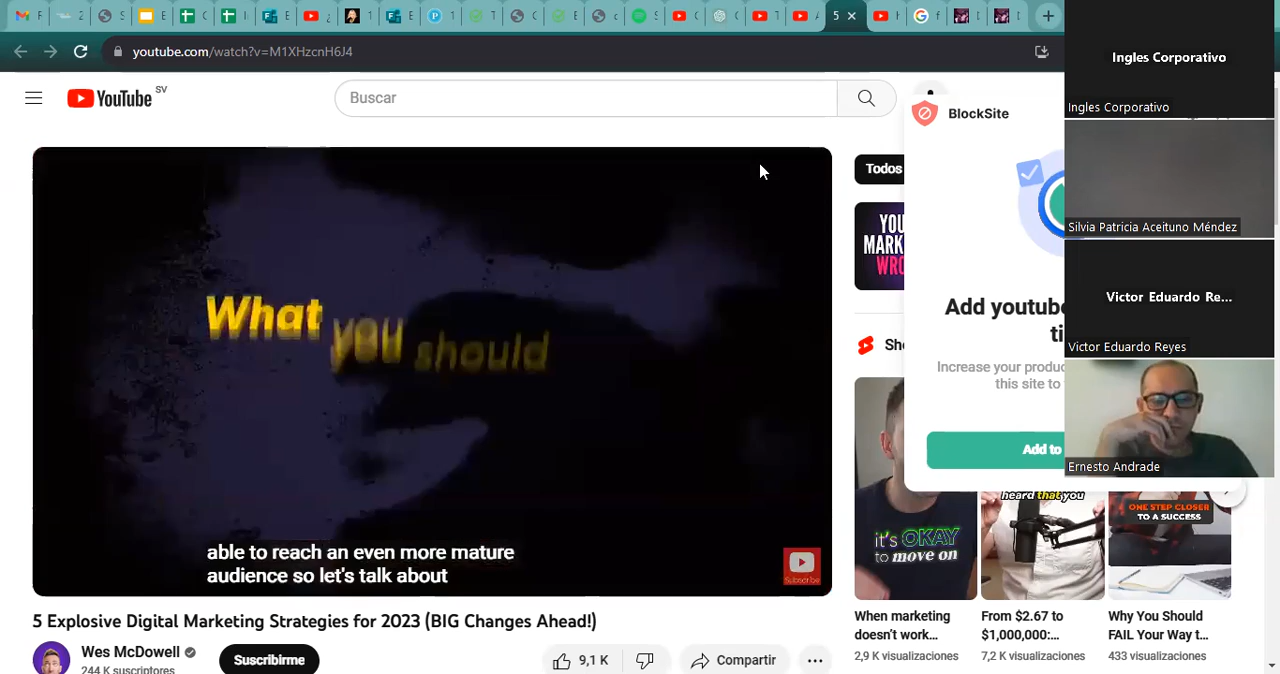 5
youtube.com/watch?v=M1XHzcnH6J4
YouTube SV
Buscar
BlockSite
Ingles Corporativo
Ingles Corporativo
Todos
Silvia Patricia Aceituno Méndez
YOU
MARK
WRO
Add youtube
Victor Eduardo Re...
Victor Eduardo Reyes
What you should
Increase your produc
this site to
Add to
Ernesto Andrade
able to reach an even more mature
audience so let's talk about
Subscribe
heard that you
it's OKAY
to move on
ONE STEP CLOSER
TO A SUCCESS
5 Explosive Digital Marketing Strategies for 2023 (BIG Changes Ahead!)
Wes McDowell
244 K suscriptores
Suscribirme
9,1 K
Compartir
When marketing
doesn't work...
2,9 K visualizaciones
From $2.67 to
$1,000,000:...
7,2 K visualizaciones
Why You Should
FAIL Your Way t...
433 visualizaciones